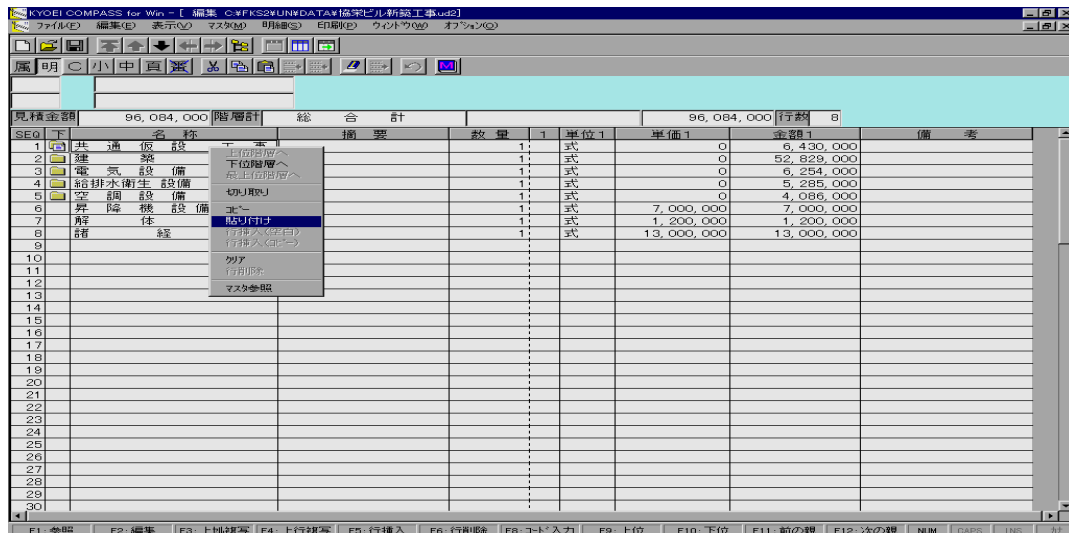 KYOEI COMPASS for Win - [ 編集 C:¥FKS2¥UN¥DATA¥協栄ビル新築工事.ud2]
ファイル(F) 編集(E) 表示(V) マスタ(M) 明細(S) 印刷(P) ウィンドウ(W) オプション(O)
属 明 C 小 中 頁 M
見積金額 96,084,000 階層計 総 合 計 96,084,000 行数 8
SEQ 下 名 称 摘 要 数 量 1 単位1 単価1 金額1 備 考
1 共 通 仮 設 工 事 1 式 0 6,430,000
2 建 築 1 式 0 52,829,000
3 電 気 設 備 1 式 0 6,254,000
4 給排水衛生 設備 1 式 0 5,285,000
5 空 調 設 備 1 式 0 4,086,000
6 昇 降 機 設 備 1 式 7,000,000 7,000,000
7 解 体 1 式 1,200,000 1,200,000
8 諸 経 1 式 13,000,000 13,000,000
9
10
11
12
13
14
15
16
17
18
19
20
21
22
23
24
25
26
27
28
29
30
上位階層へ
下位階層へ
最上位階層へ
切り取り
コピー
貼り付け
行挿入(空白)
行挿入(コピー)
クリア
行削除
マスタ参照
F1:参照 F2:編集 F3:上列複写 F4:上行複写 F5:行挿入 F6:行削除 F8:コード入力 F9:上位 F10:下位 F11:前の親 F12:次の親 NUM CAPS INS カナ